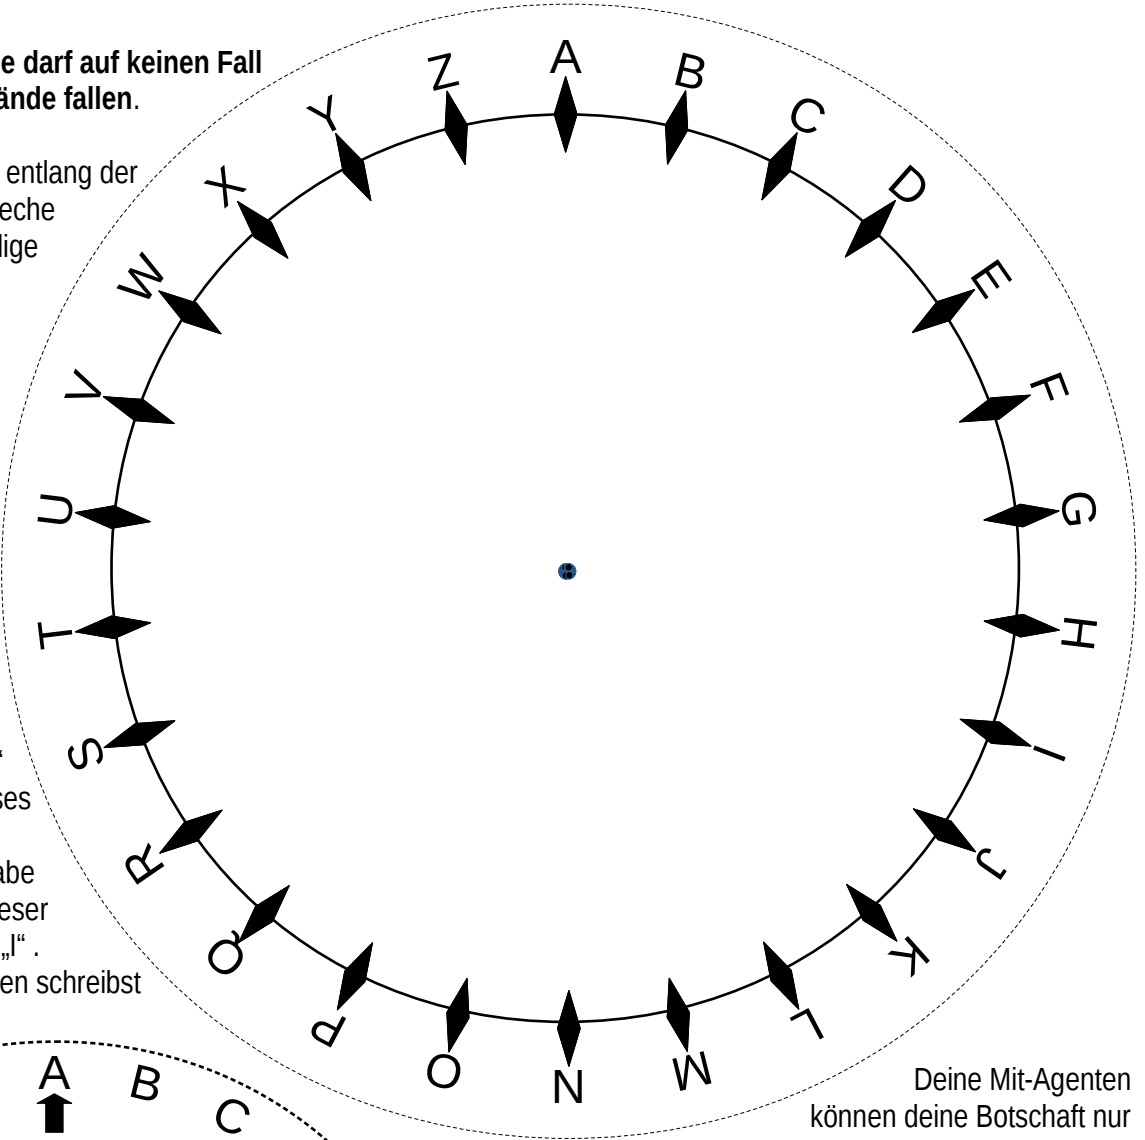 e darf auf keinen Fall
ände fallen.
entlang der
eche
lige
A
B
C
D
E
F
G
H
I
J
K
L
M
N
O
P
Q
R
S
T
U
V
W
X
Y
Z
“
ses
abe
eser
„I“ .
en schreibst
A
B
C
Deine Mit-Agenten
können deine Botschaft nur